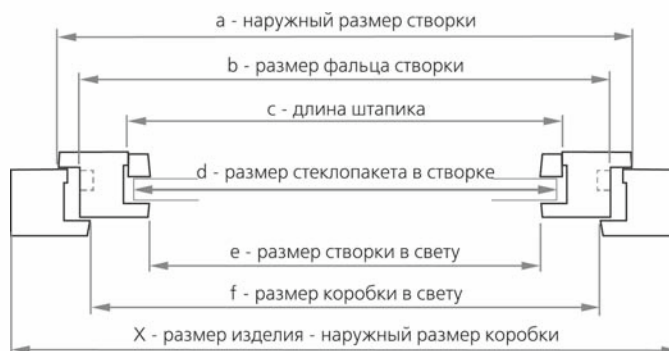 a - наружный размер створки
b - размер фальца створки
c - длина штапика
d - размер стеклопакета в створке
e - размер створки в свету
f - размер коробки в свету
X - размер изделия - наружный размер коробки